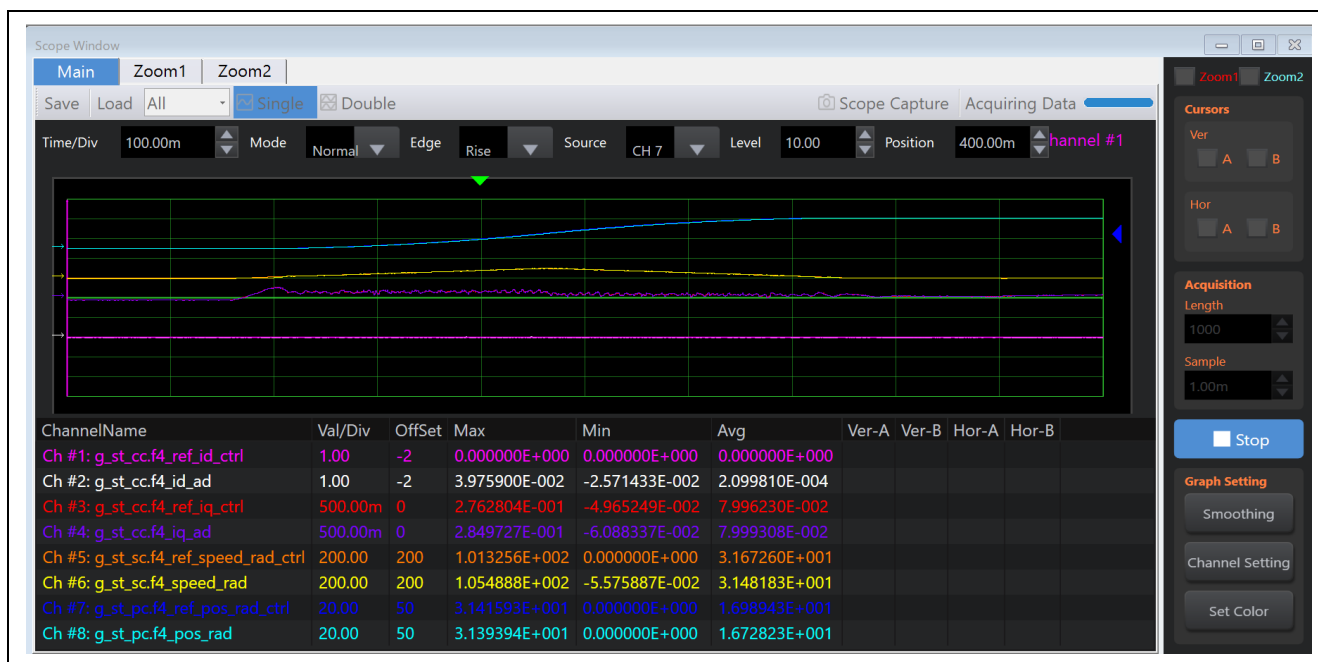 Scope Window
Main Zoom1 Zoom2
Zoom1 Zoom2
Save Load All Single Double Scope Capture Acquiring Data
Cursors
Time/Div 100.00m Mode Normal Edge Rise Source CH 7 Level 10.00 Position 400.00m hannel #1
Ver
A B
Hor
A B
Acquisition
Length
1000
Sample
1.00m
Stop
Graph Setting
Smoothing
Channel Setting
Set Color
ChannelName Val/Div OffSet Max Min Avg Ver-A Ver-B Hor-A Hor-B
Ch #1: g_st_cc.f4_ref_id_ctrl 1.00 -2 0.000000E+000 0.000000E+000 0.000000E+000
Ch #2: g_st_cc.f4_id_ad 1.00 -2 3.975900E-002 -2.571433E-002 2.099810E-004
Ch #3: g_st_cc.f4_ref_iq_ctrl 500.00m 0 2.762804E-001 -4.965249E-002 7.996230E-002
Ch #4: g_st_cc.f4_iq_ad 500.00m 0 2.849727E-001 -6.088337E-002 7.999308E-002
Ch #5: g_st_sc.f4_ref_speed_rad_ctrl 200.00 200 1.013256E+002 0.000000E+000 3.167260E+001
Ch #6: g_st_sc.f4_speed_rad 200.00 200 1.054888E+002 -5.575887E-002 3.148183E+001
Ch #7: g_st_pc.f4_ref_pos_rad_ctrl 20.00 50 3.141593E+001 0.000000E+000 1.698943E+001
Ch #8: g_st_pc.f4_pos_rad 20.00 50 3.139394E+001 0.000000E+000 1.672823E+001